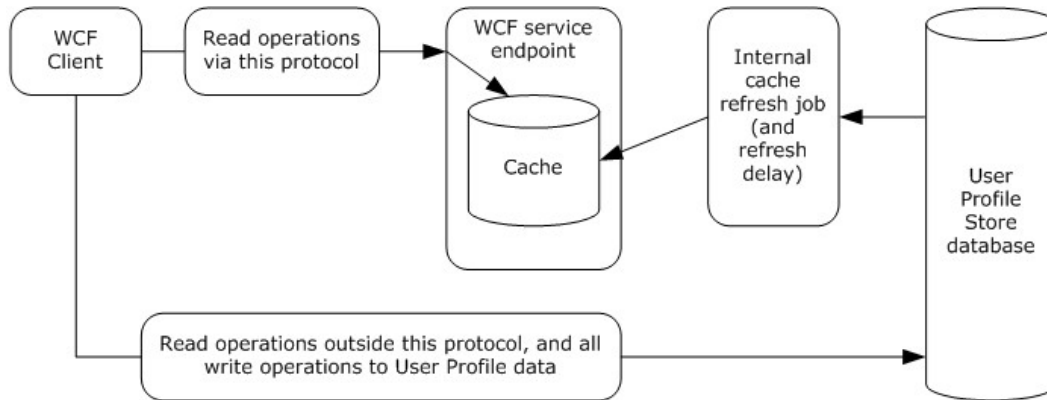 WCF
Client
Read operations
via this protocol
WCF service
endpoint
Cache
Internal
cache
refresh job
(and
refresh
delay)
User
Profile
Store
database
Read operations outside this protocol, and all
write operations to User Profile data